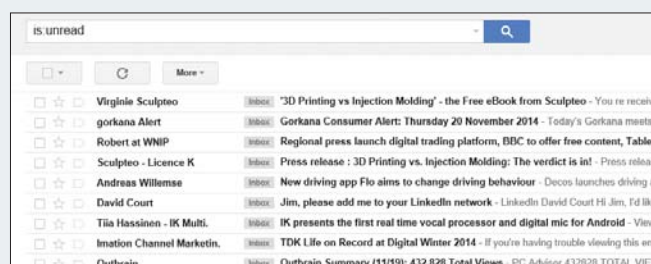 is:unread
More
Virginie Sculpteo Inbox '3D Printing vs Injection Molding' - the Free eBook from Sculpteo - You re receiv
gorkana Alert Inbox Gorkana Consumer Alert: Thursday 20 November 2014 - Today's Gorkana meets
Robert at WNIP Inbox Regional press launch digital trading platform, BBC to offer free content, Table
Sculpteo - Licence K Inbox Press release : 3D Printing vs. Injection Molding: The verdict is in! - Press relea
Andreas Willemse Inbox New driving app Flo aims to change driving behaviour - Decos launches driving
David Court Inbox Jim, please add me to your LinkedIn network - LinkedIn David Court Hi Jim, I'd lik
Tiia Hassinen - IK Multi. Inbox IK presents the first real time vocal processor and digital mic for Android - View
Imation Channel Marketin. Inbox TDK Life on Record at Digital Winter 2014 - If you're having trouble viewing this em
Outbrain Inbox Outbrain Summary (11/19): 432,828 Total Views - PC Advisor 432828 TOTAL VIE